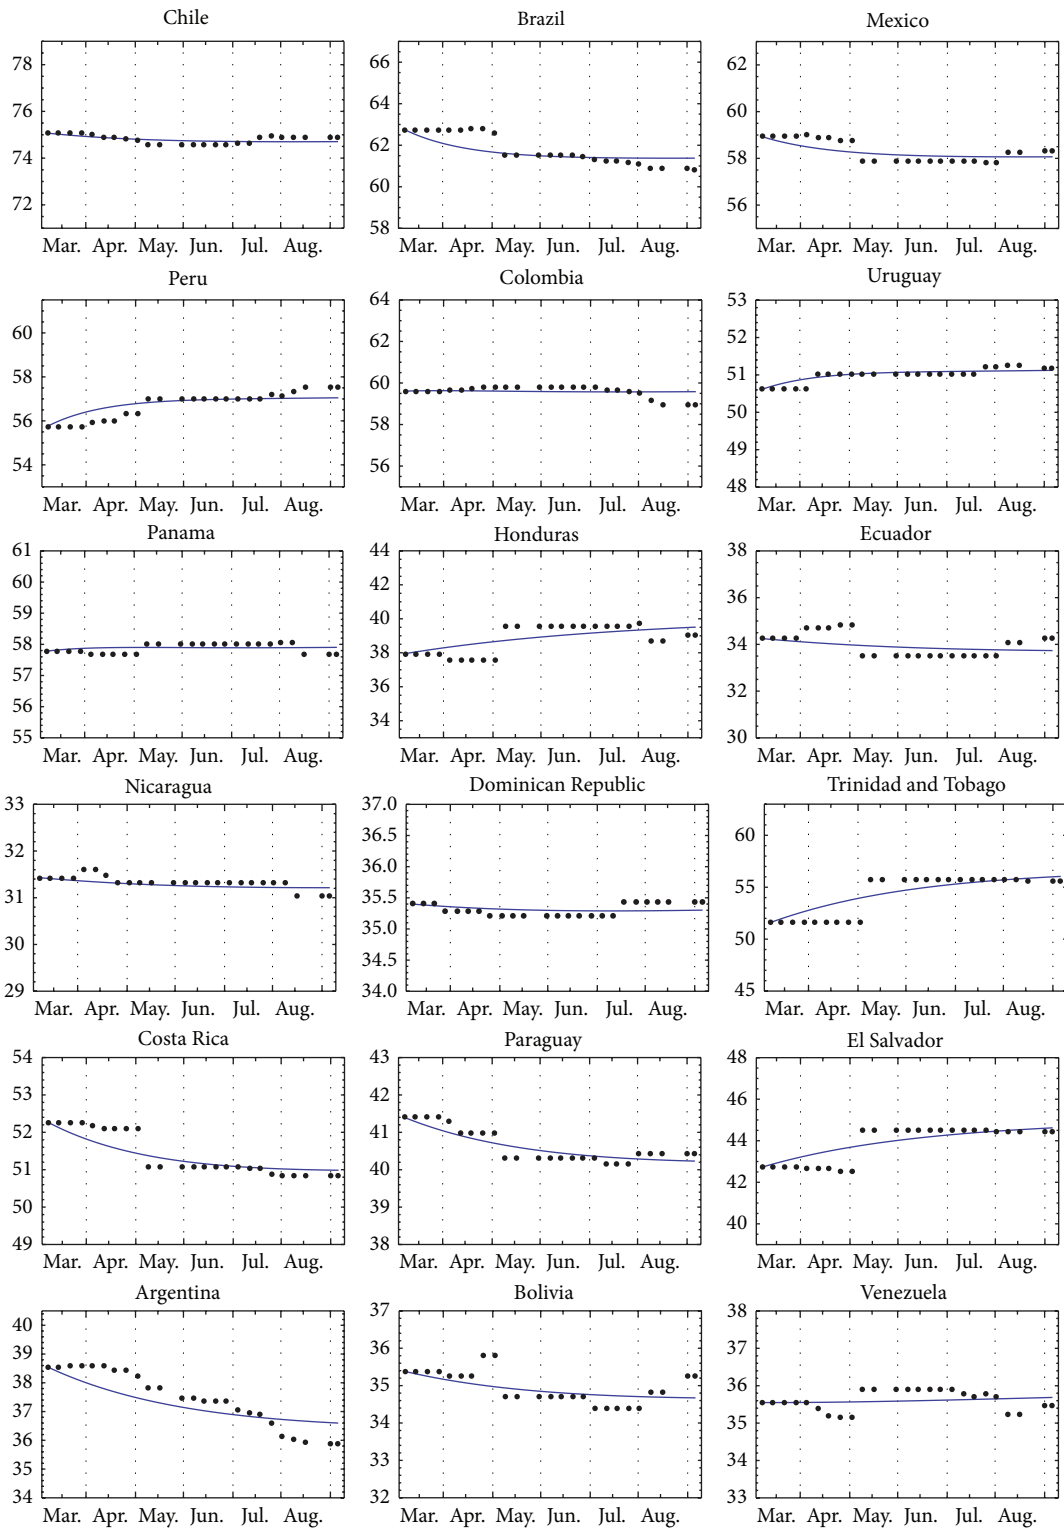 Chile
Brazil
Mexico
78
76
74
72
Mar. Apr. May. Jun. Jul. Aug.
66
64
62
60
58
Mar. Apr. May. Jun. Jul. Aug.
62
60
58
56
Mar. Apr. May. Jun. Jul. Aug.
Peru
Colombia
Uruguay
60
58
56
54
53
Mar. Apr. May. Jun. Jul. Aug.
64
62
60
58
56
55
Mar. Apr. May. Jun. Jul. Aug.
53
52
51
50
49
48
Mar. Apr. May. Jun. Jul. Aug.
Panama
Honduras
Ecuador
61
60
59
58
57
56
55
Mar. Apr. May. Jun. Jul. Aug.
44
42
40
38
36
34
33
Mar. Apr. May. Jun. Jul. Aug.
38
36
34
32
30
Mar. Apr. May. Jun. Jul. Aug.
Nicaragua
Dominican Republic
Trinidad and Tobago
33
32
31
30
29
Mar. Apr. May. Jun. Jul. Aug.
37.0
36.5
36.0
35.5
35.0
34.5
34.0
Mar. Apr. May. Jun. Jul. Aug.
60
55
50
45
Mar. Apr. May. Jun. Jul. Aug.
Costa Rica
Paraguay
El Salvador
54
53
52
51
50
49
Mar. Apr. May. Jun. Jul. Aug.
43
42
41
40
39
38
Mar. Apr. May. Jun. Jul. Aug.
48
46
44
42
40
Mar. Apr. May. Jun. Jul. Aug.
Argentina
Bolivia
Venezuela
40
39
38
37
36
35
34
Mar. Apr. May. Jun. Jul. Aug.
37
36
35
34
33
32
Mar. Apr. May. Jun. Jul. Aug.
38
37
36
35
34
33
Mar. Apr. May. Jun. Jul. Aug.